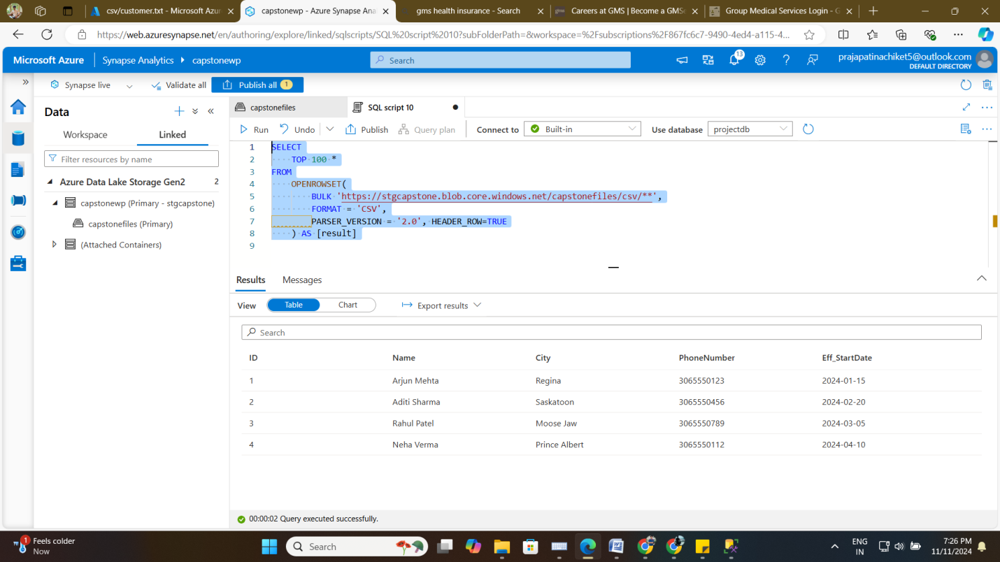 csv/customer.txt - Microsoft Azur
capstonewp - Azure Synapse Ana
gms health insurance - Search
Careers at GMS | Become a GMS
Group Medical Services Login - G
https://web.azuresynapse.net/en/authoring/explore/linked/sqlscripts/SQL%20script%2010?subFolderPath=&workspace=%2Fsubscriptions%2F867fc6c7-9490-4ed4-a115-4...
Microsoft Azure
Synapse Analytics
capstonewp
Search
13
prajapatinachiket5@outlook.com
DEFAULT DIRECTORY
Synapse live
Validate all
Publish all 1
Data
Workspace
Linked
Filter resources by name
Azure Data Lake Storage Gen2 2
capstonewp (Primary - stgcapstone)
capstonefiles (Primary)
(Attached Containers)
capstonefiles
SQL script 10
Run
Undo
Publish
Query plan
Connect to
Built-in
Use database
projectdb
1 SELECT
2 TOP 100 *
3 FROM
4 OPENROWSET(
5 BULK 'https://stgcapstone.blob.core.windows.net/capstonefiles/csv/**',
6 FORMAT = 'CSV',
7 PARSER_VERSION = '2.0', HEADER_ROW=TRUE
8 ) AS [result]
9
Results
Messages
View
Table
Chart
Export results
Search
ID Name City PhoneNumber Eff_StartDate
1 Arjun Mehta Regina 3065550123 2024-01-15
2 Aditi Sharma Saskatoon 3065550456 2024-02-20
3 Rahul Patel Moose Jaw 3065550789 2024-03-05
4 Neha Verma Prince Albert 3065550112 2024-04-10
00:00:02 Query executed successfully.
1
Feels colder
Now
Search
ENG
IN
7:26 PM
11/11/2024